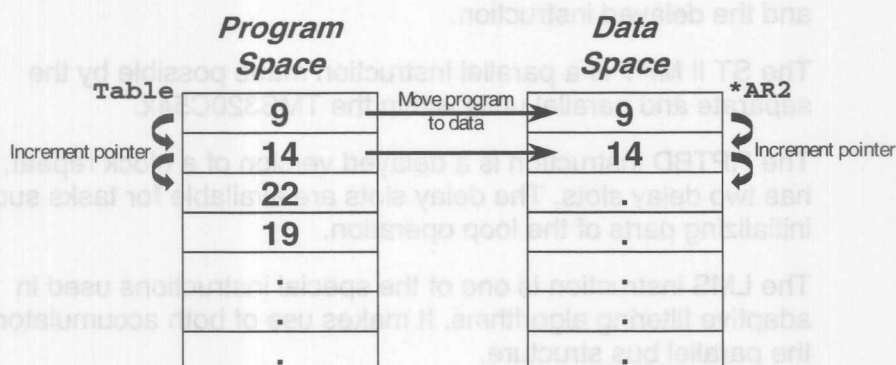 Program Space
Data Space
Table
*AR2
9
Move program to data
9
Increment pointer
14
14
Increment pointer
22
.
19
.
.
.
.
.
.
.